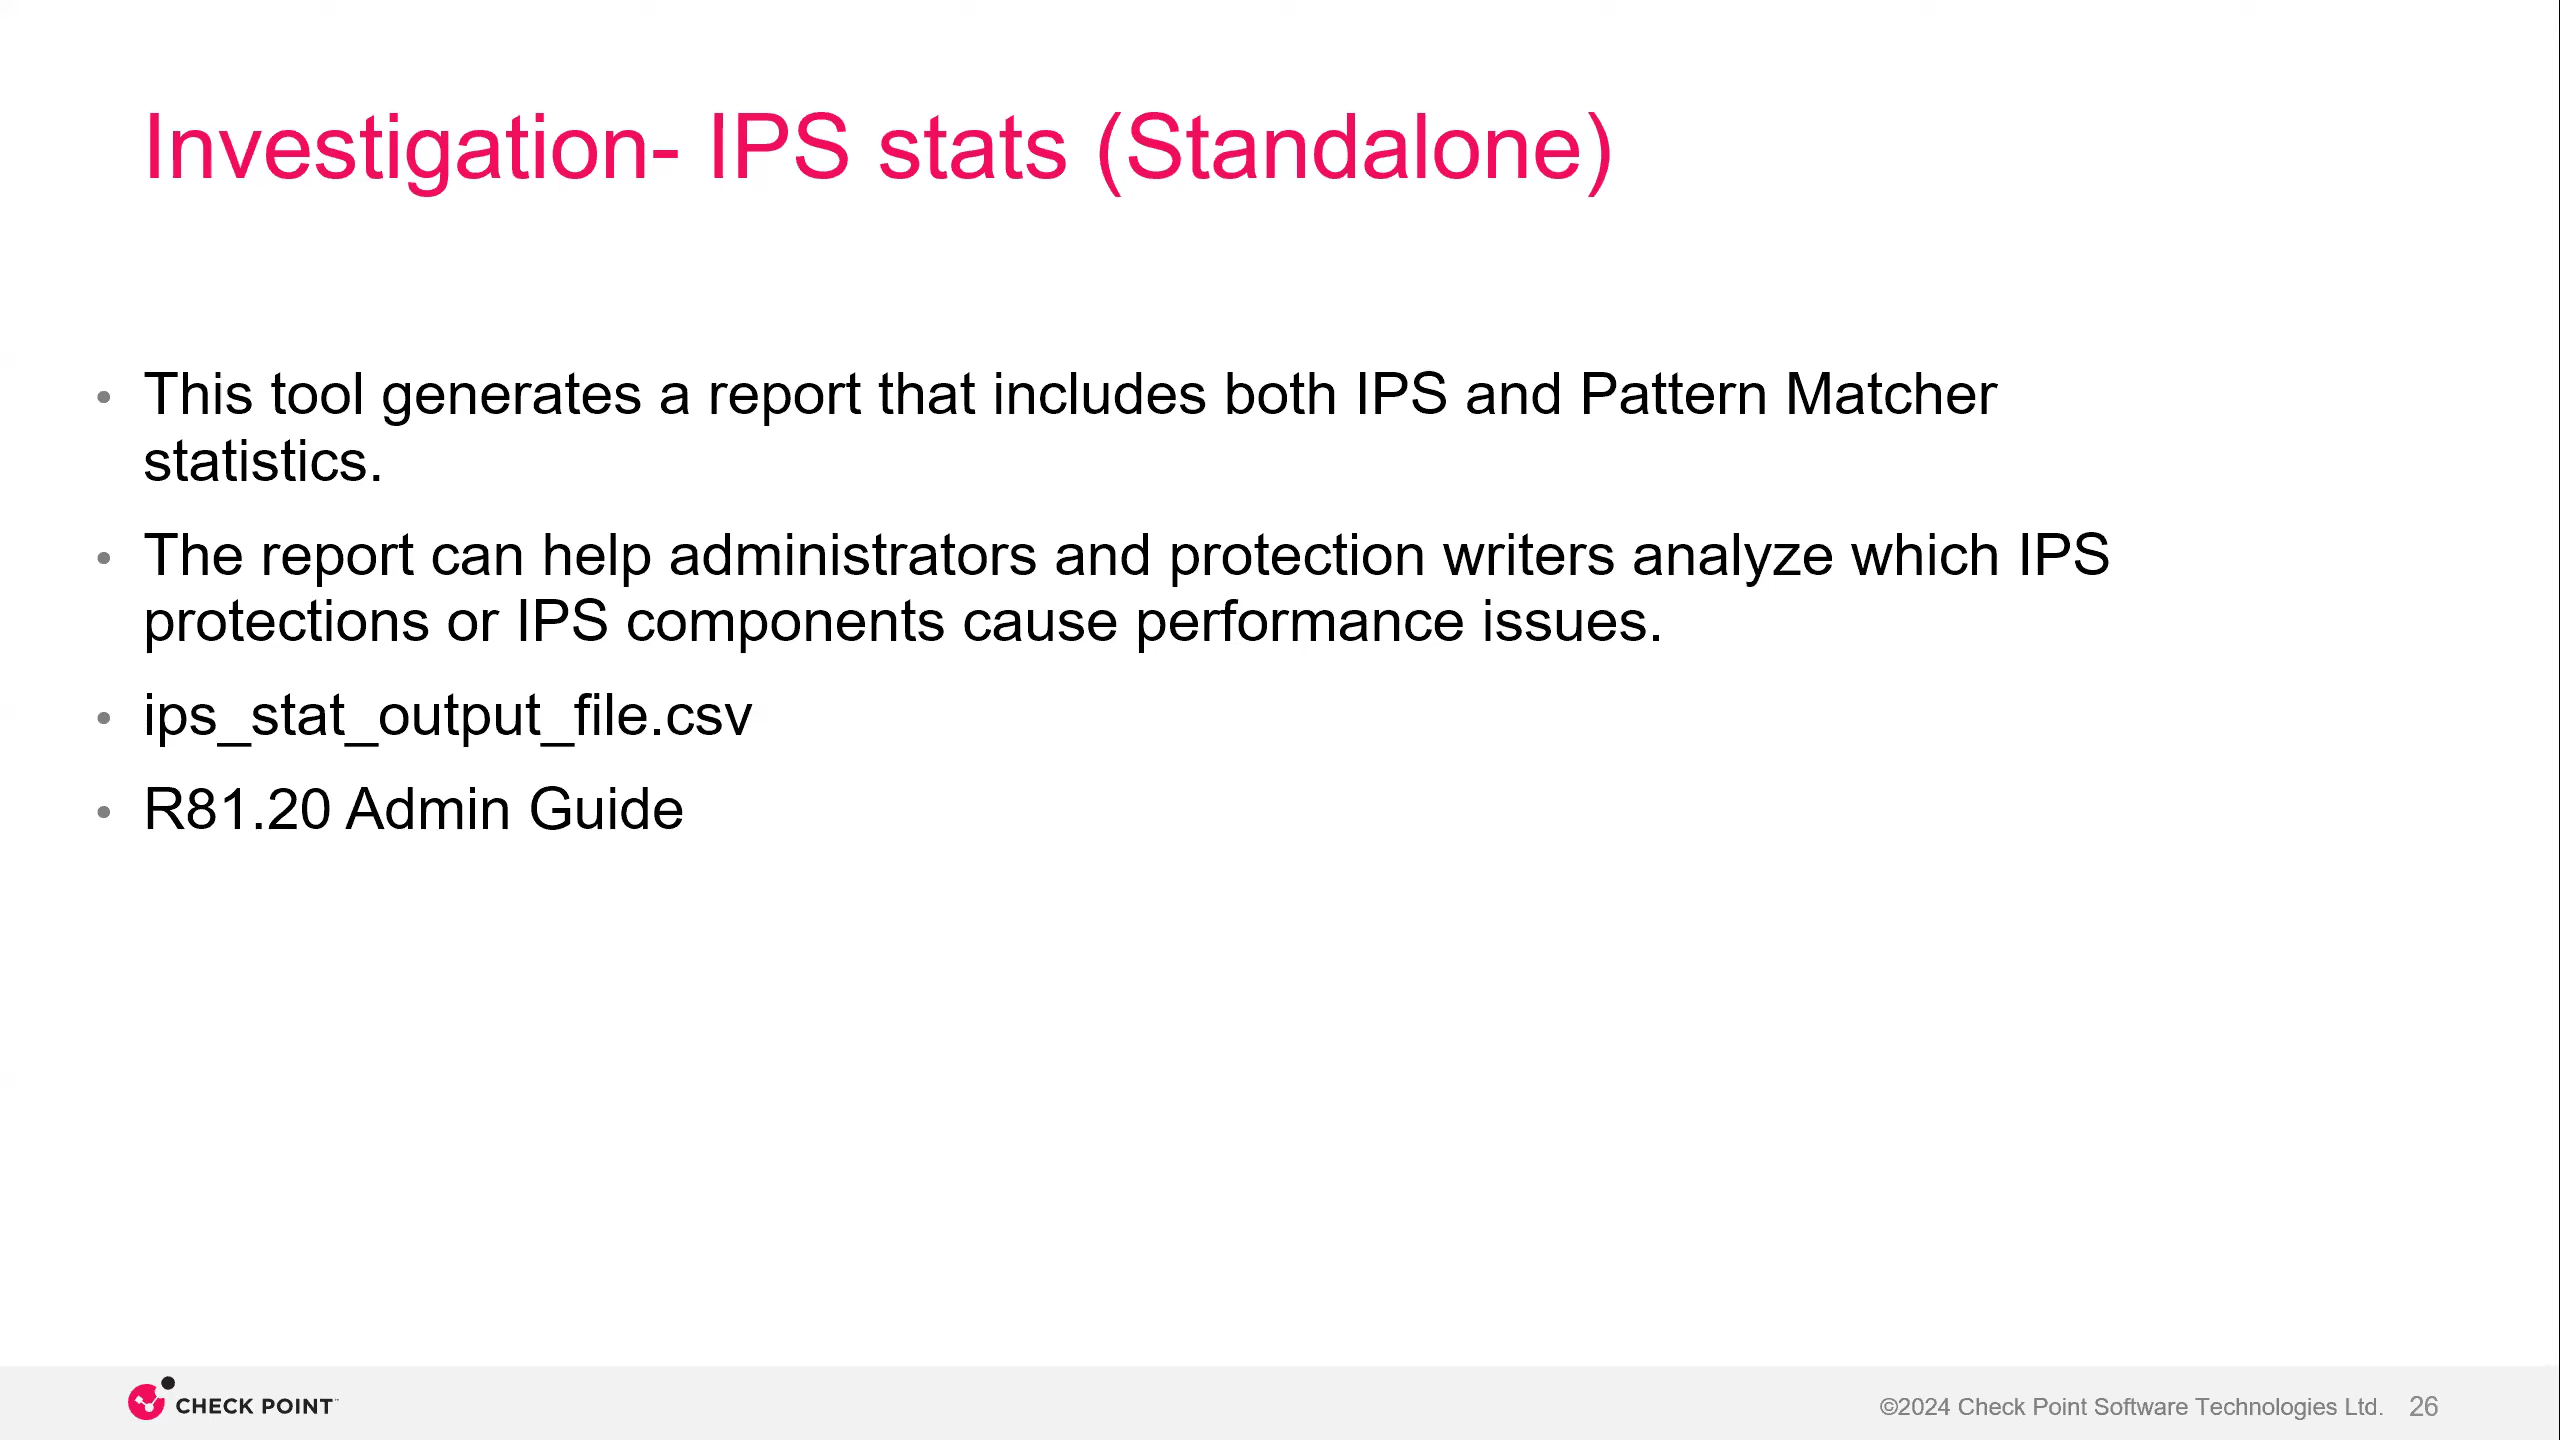 Investigation- IPS stats (Standalone)
• This tool generates a report that includes both IPS and Pattern Matcher
statistics.
• The report can help administrators and protection writers analyze which IPS
protections or IPS components cause performance issues.
• ips_stat_output_file.csv
• R81.20 Admin Guide
CHECK POINT™
©2024 Check Point Software Technologies Ltd. 26